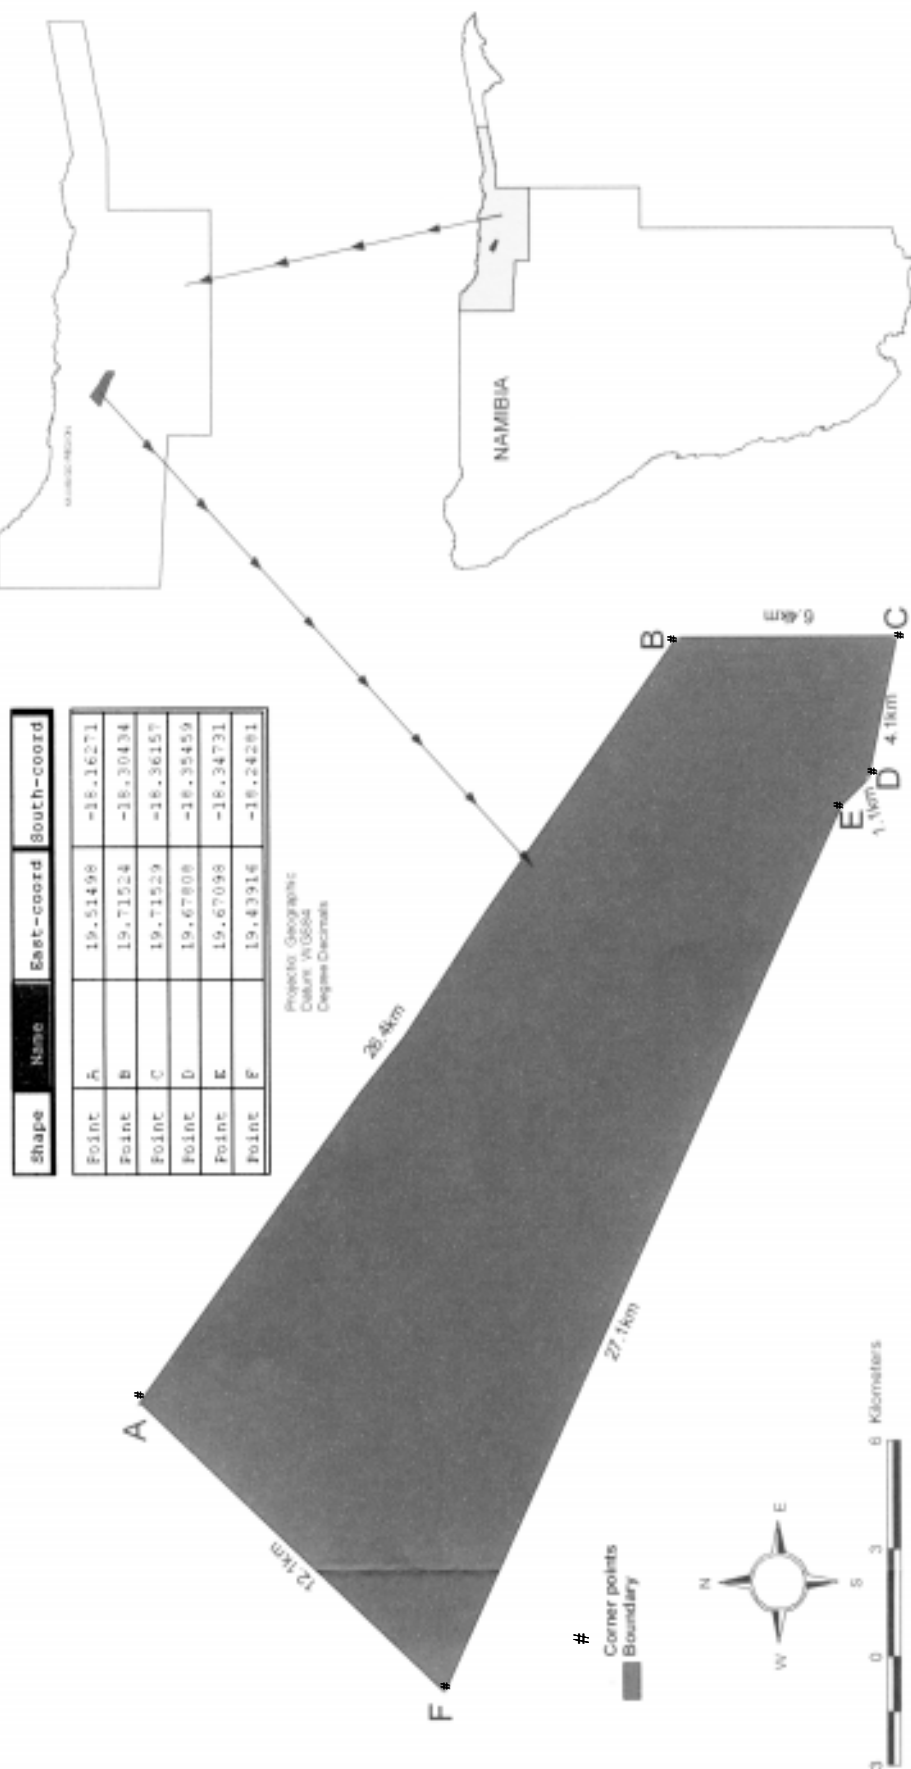 Shape Name East-coord South-coord
Point A 19.51498 -18.16271
Point B 19.71524 -18.30434
Point C 19.71529 -18.36157
Point D 19.67808 -18.35459
Point E 19.67098 -18.34731
Point F 19.43916 -18.24281
Projectio: Geographic
Datum: WGS84
Degree Decimals
NAMIBIA
A
B
C
D
E
F
6.4km
4.1km
1.1km
27.1km
12.1km
26.4km
# Corner points
Boundary
N
E
S
W
3 0 3 6 Kilometers